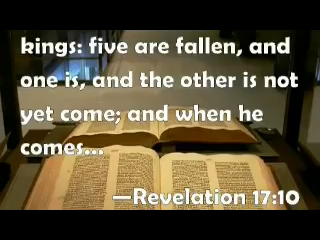 kings: five are fallen, and
one is, and the other is not
yet come; and when he
comes...
—Revelation 17:10